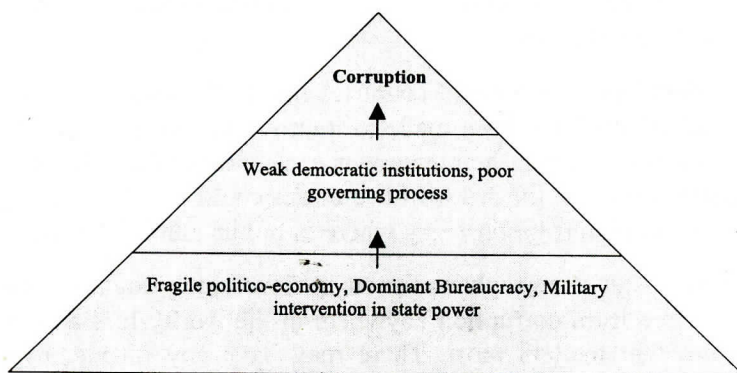 Corruption
Weak democratic institutions, poor
governing process
Fragile politico-economy, Dominant Bureaucracy, Military
intervention in state power